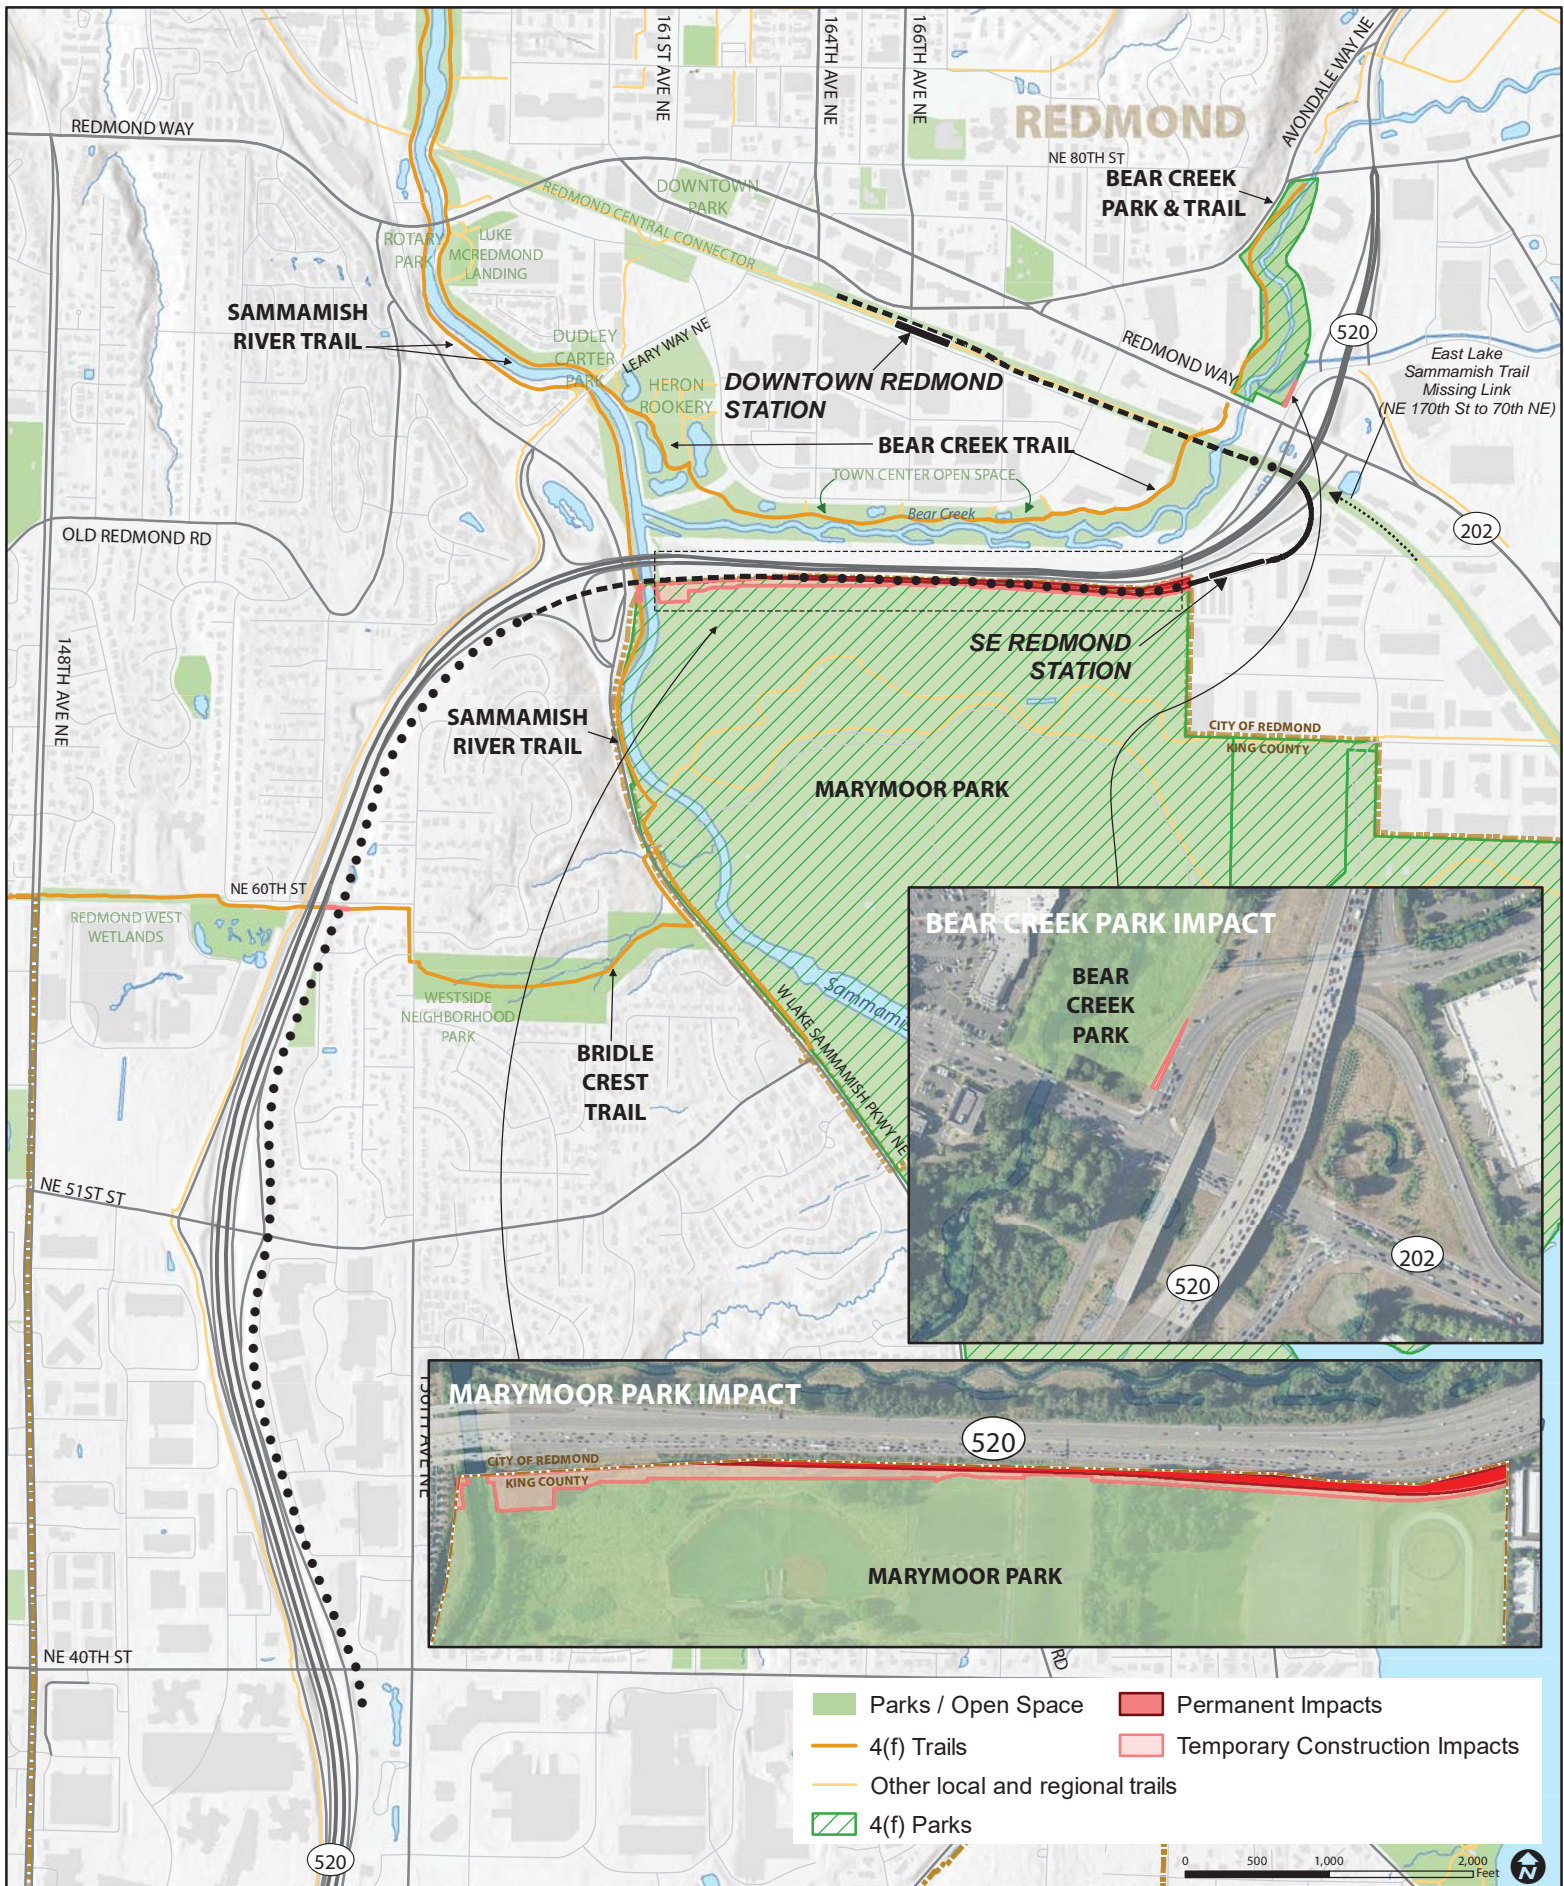 161ST AVE NE
164TH AVE NE
166TH AVE NE
AVONDALE WAY NE
REDMOND
REDMOND WAY
NE 80TH ST
BEAR CREEK
PARK & TRAIL
DOWNTOWN
PARK
REDMOND CENTRAL CONNECTOR
ROTARY
PARK
LUKE
MCREDMOND
LANDING
SAMMAMISH
RIVER TRAIL
DUDLEY
CARTER
PARK
LEARY WAY NE
HERON
ROOKERY
DOWNTOWN REDMOND
STATION
REDMOND WAY
520
East Lake
Sammamish Trail
Missing Link
(NE 170th St to 70th NE)
BEAR CREEK TRAIL
TOWN CENTER OPEN SPACE
Bear Creek
202
OLD REDMOND RD
148TH AVE NE
SE REDMOND
STATION
SAMMAMISH
RIVER TRAIL
CITY OF REDMOND
KING COUNTY
MARYMOOR PARK
NE 60TH ST
REDMOND WEST
WETLANDS
WESTSIDE
NEIGHBORHOOD
PARK
BRIDLE
CREST
TRAIL
W LAKE SAMMAMISH PKWY NE
BEAR CREEK PARK IMPACT
BEAR
CREEK
PARK
520
202
NE 51ST ST
MARYMOOR PARK IMPACT
520
CITY OF REDMOND
KING COUNTY
MARYMOOR PARK
NE 40TH ST
RD
Parks / Open Space
Permanent Impacts
4(f) Trails
Temporary Construction Impacts
Other local and regional trails
4(f) Parks
520
0 500 1,000 2,000
Feet
N